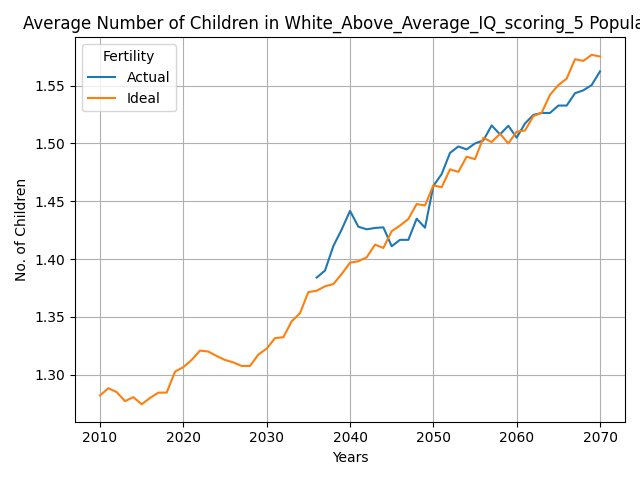 Average Number of Children in White_Above_Average_IQ_scoring_5 Popula
Fertility
Actual
Ideal
No. of Children
1.55
1.50
1.45
1.40
1.35
1.30
2010 2020 2030 2040 2050 2060 2070
Years